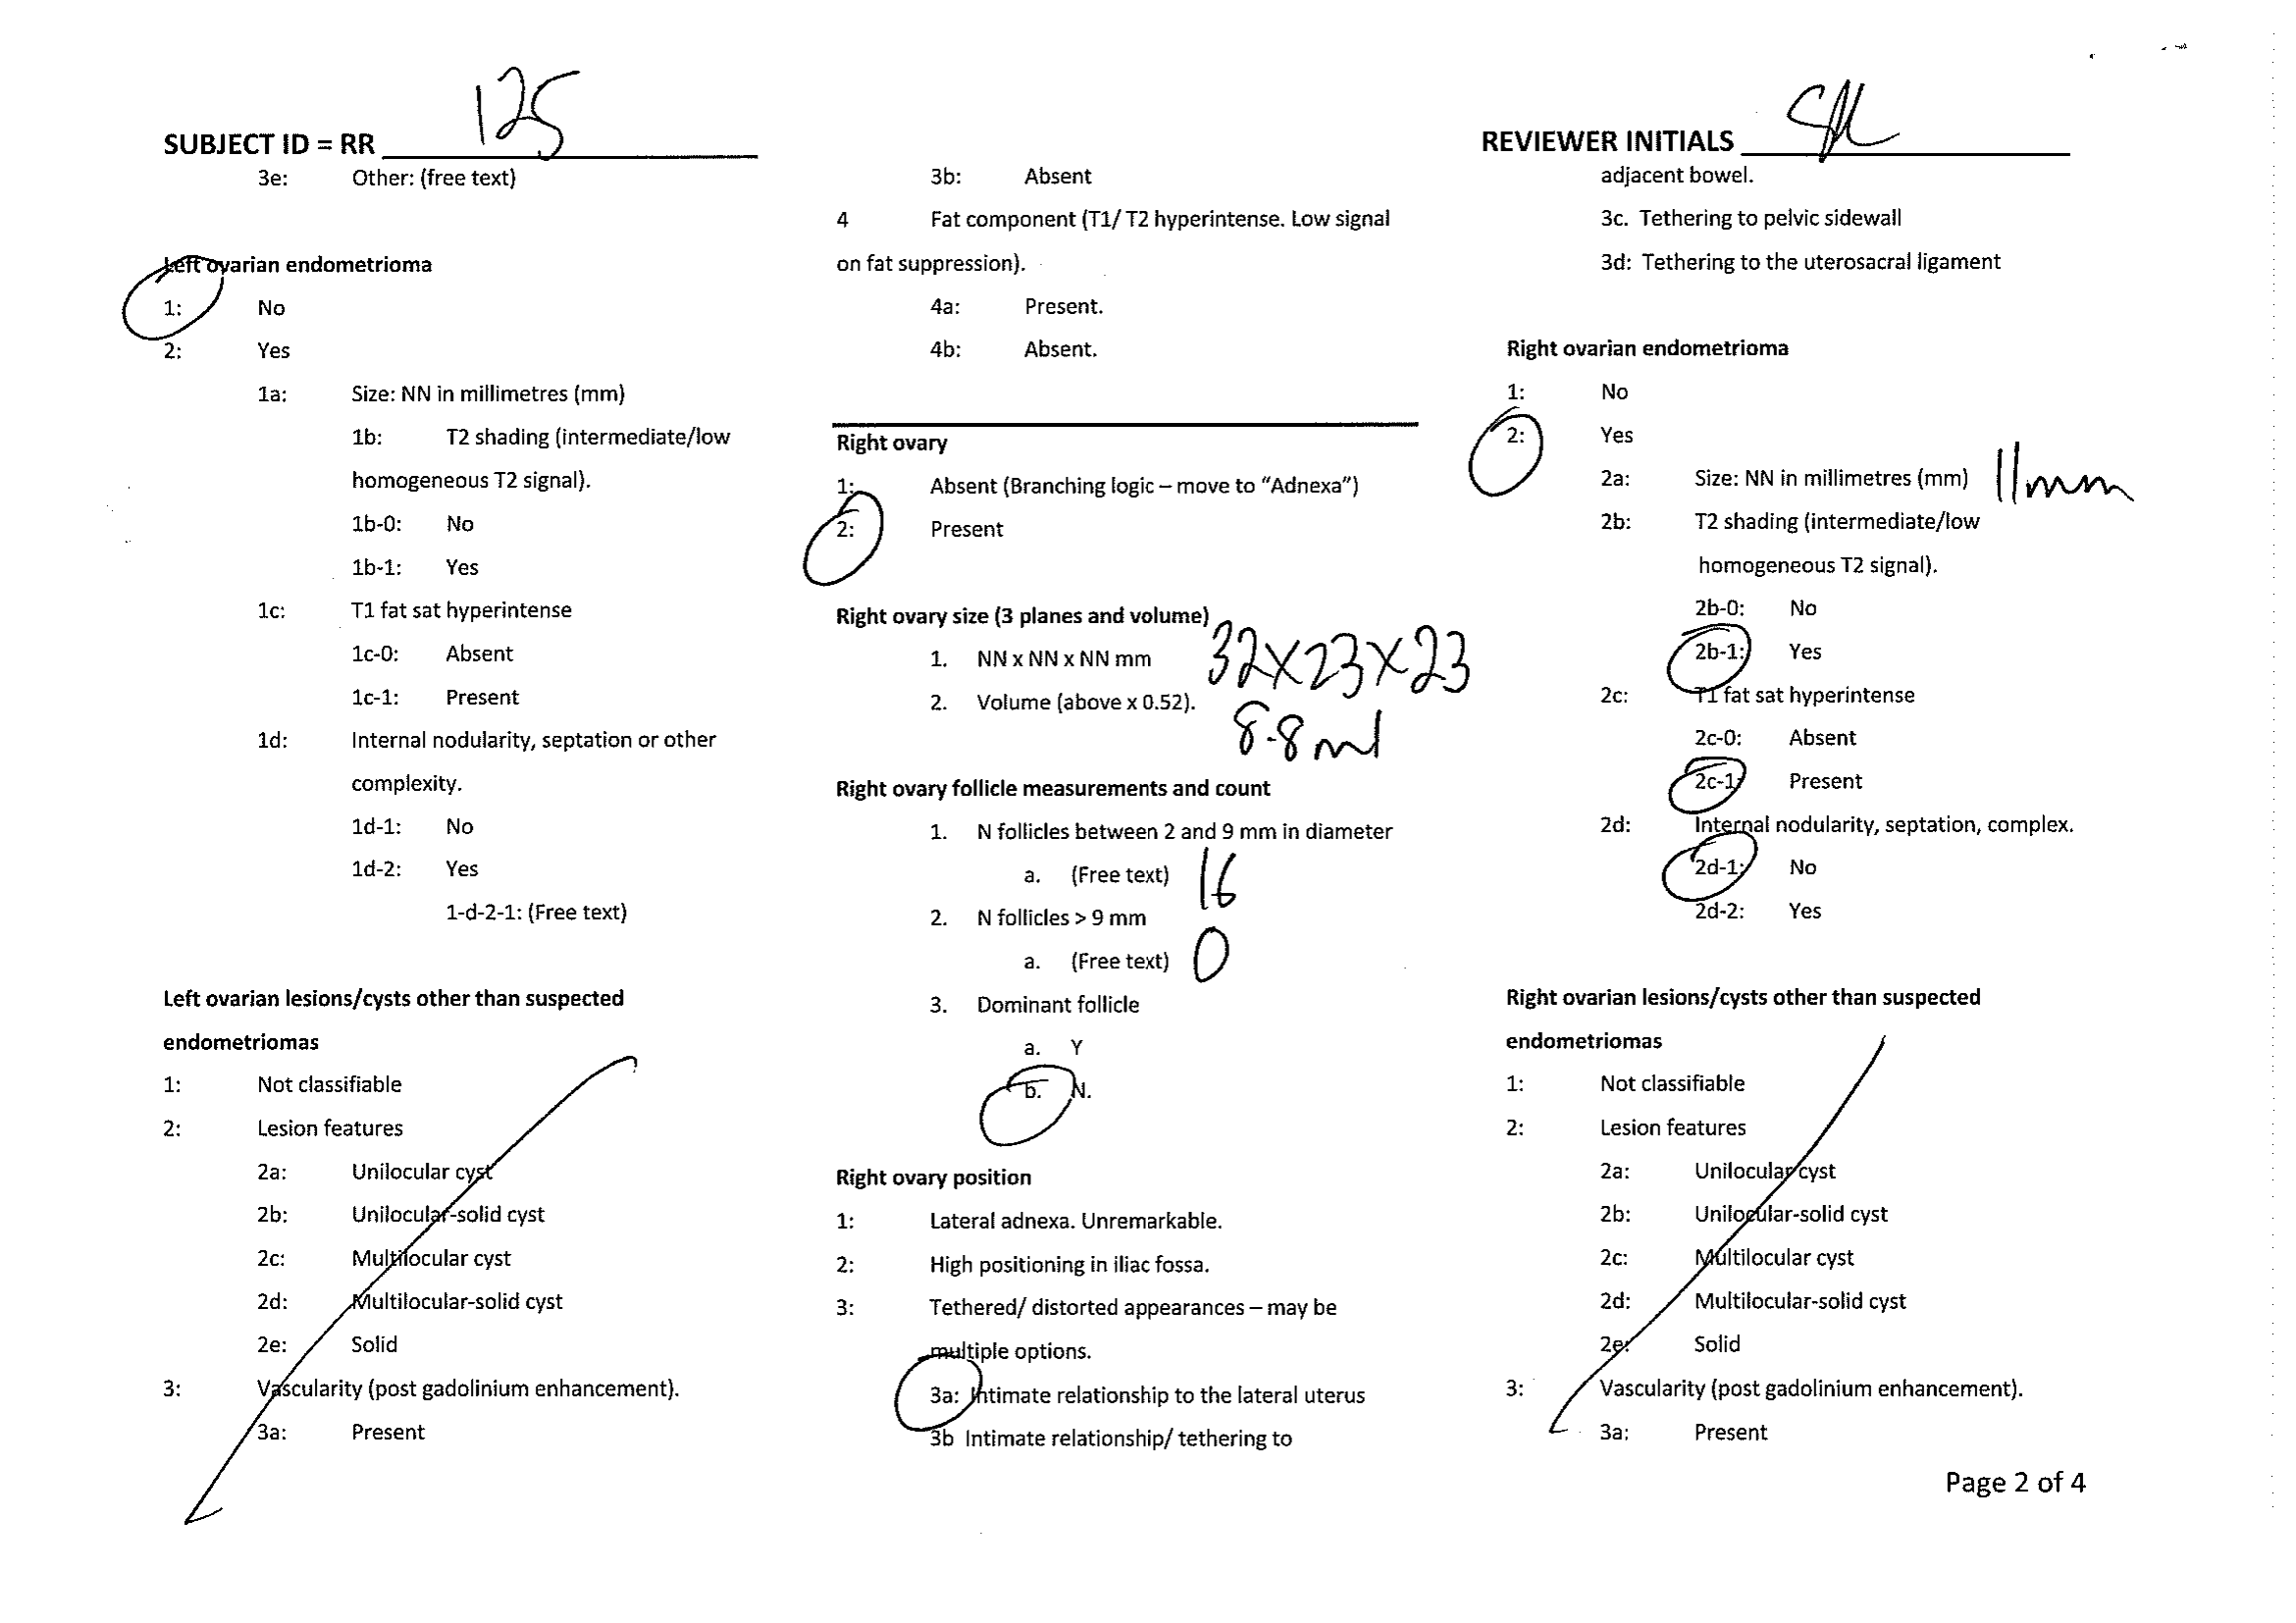 SUBJECT ID = RR 125
3e: Other: (free text)
Left ovarian endometrioma
1: No
2: Yes
1a: Size: NN in millimetres (mm)
1b: T2 shading (intermediate/low
homogeneous T2 signal).
1b-0: No
1b-1: Yes
1c: T1 fat sat hyperintense
1c-0: Absent
1c-1: Present
1d: Internal nodularity, septation or other
complexity.
1d-1: No
1d-2: Yes
1-d-2-1: (Free text)
Left ovarian lesions/cysts other than suspected
endometriomas
1: Not classifiable
2: Lesion features
2a: Unilocular cyst
2b: Unilocular-solid cyst
2c: Multilocular cyst
2d: Multilocular-solid cyst
2e: Solid
3: Vascularity (post gadolinium enhancement).
3a: Present
3b: Absent
4 Fat component (T1/ T2 hyperintense. Low signal
on fat suppression).
4a: Present.
4b: Absent.
Right ovary
1: Absent (Branching logic – move to “Adnexa”)
2: Present
Right ovary size (3 planes and volume)
1. NN x NN x NN mm 32x23x23
2. Volume (above x 0.52). 8.8 ml
Right ovary follicle measurements and count
1. N follicles between 2 and 9 mm in diameter
a. (Free text) 16
2. N follicles > 9 mm
a. (Free text) 0
3. Dominant follicle
a. Y
b. N.
Right ovary position
1: Lateral adnexa. Unremarkable.
2: High positioning in iliac fossa.
3: Tethered/ distorted appearances – may be
multiple options.
3a: Intimate relationship to the lateral uterus
3b Intimate relationship/ tethering to
REVIEWER INITIALS
adjacent bowel.
3c. Tethering to pelvic sidewall
3d: Tethering to the uterosacral ligament
Right ovarian endometrioma
1: No
2: Yes
2a: Size: NN in millimetres (mm) 11mm
2b: T2 shading (intermediate/low
homogeneous T2 signal).
2b-0: No
2b-1: Yes
2c: T1 fat sat hyperintense
2c-0: Absent
2c-1: Present
2d: Internal nodularity, septation, complex.
2d-1: No
2d-2: Yes
Right ovarian lesions/cysts other than suspected
endometriomas
1: Not classifiable
2: Lesion features
2a: Unilocular cyst
2b: Unilocular-solid cyst
2c: Multilocular cyst
2d: Multilocular-solid cyst
2e: Solid
3: Vascularity (post gadolinium enhancement).
3a: Present
Page 2 of 4